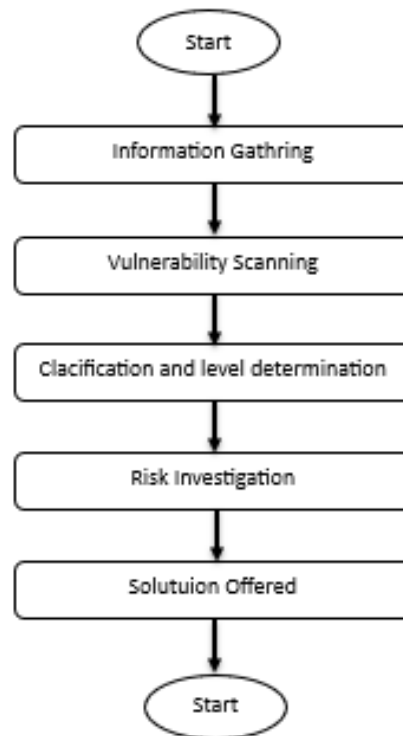 Start
Information Gathring
Vulnerability Scanning
Clacification and level determination
Risk Investigation
Solutuion Offered
Start